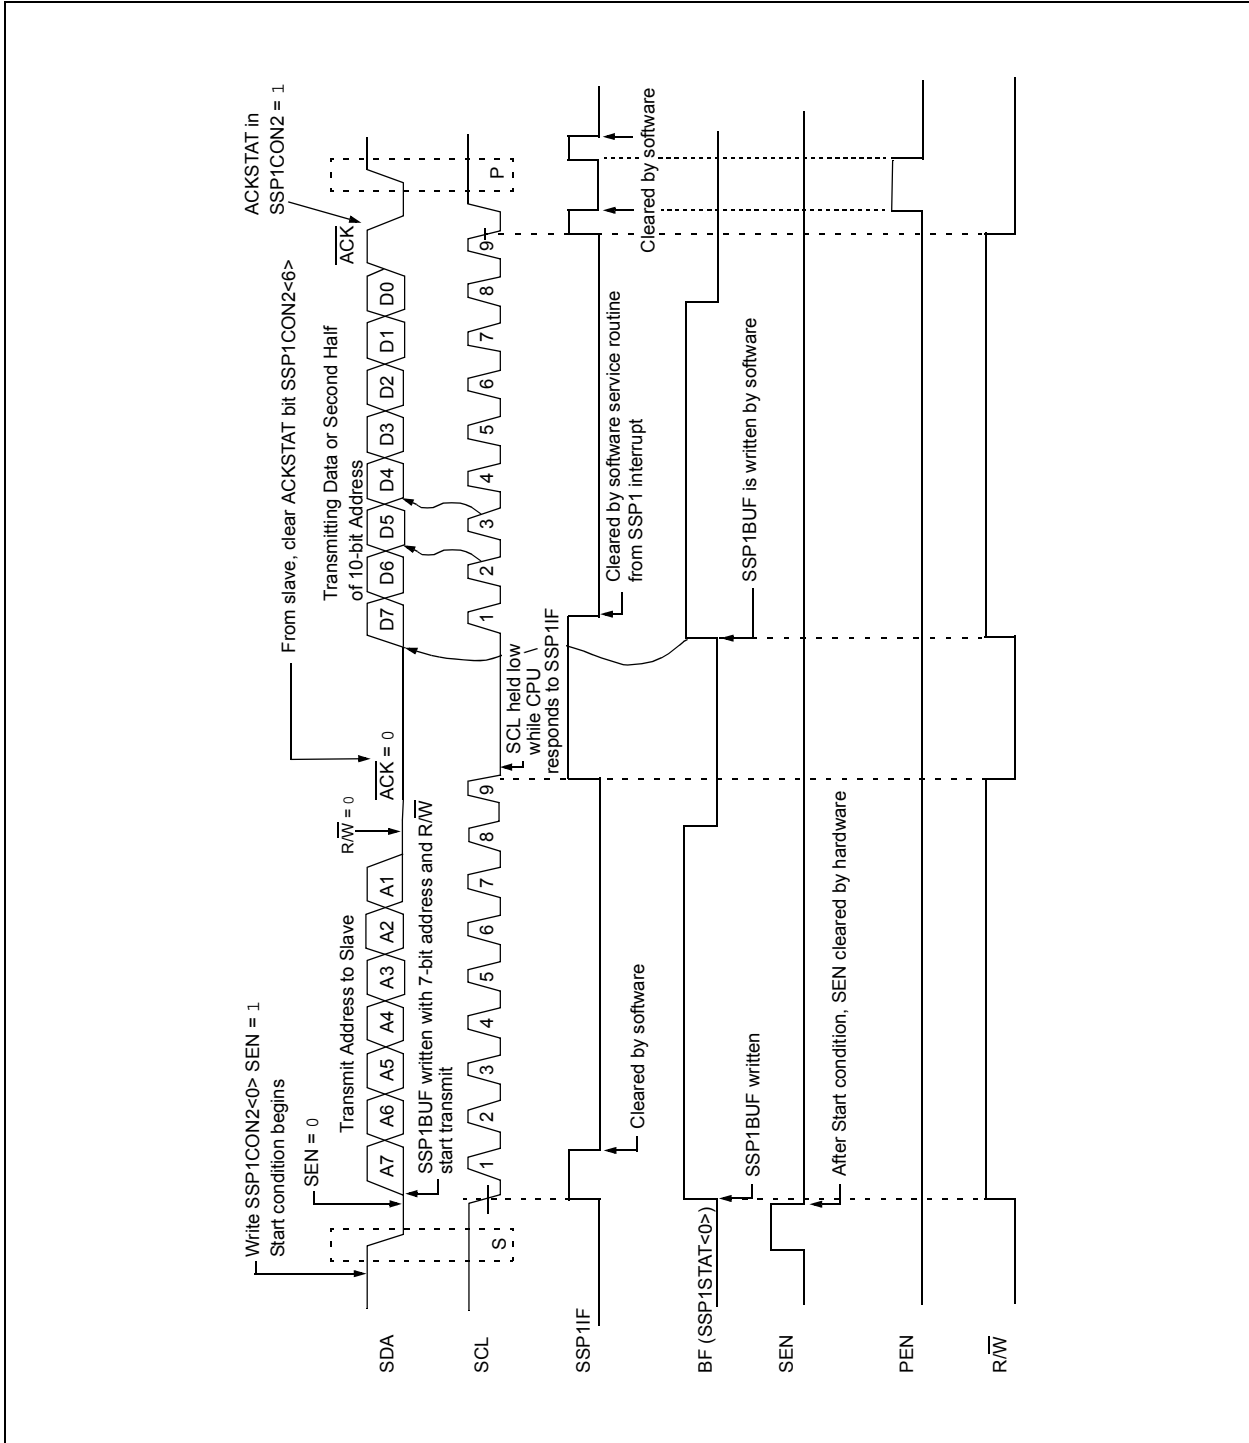 Write SSP1CON2<0> SEN = 1
Start condition begins
SEN = 0
Transmit Address to Slave
R/W = 0
From slave, clear ACKSTAT bit SSP1CON2<6>
ACK = 0
Transmitting Data or Second Half
of 10-bit Address
ACKSTAT in
SSP1CON2 = 1
ACK
SDA
A7 A6 A5 A4 A3 A2 A1
D7 D6 D5 D4 D3 D2 D1 D0
SSP1BUF written with 7-bit address and R/W
start transmit
SCL
S
1 2 3 4 5 6 7 8 9
1 2 3 4 5 6 7 8 9
P
SCL held low
while CPU
responds to SSP1IF
SSP1IF
Cleared by software
Cleared by software service routine
from SSP1 interrupt
Cleared by software
Cleared by software
BF (SSP1STAT<0>)
SSP1BUF written
SSP1BUF is written by software
SEN
After Start condition, SEN cleared by hardware
PEN
R/W